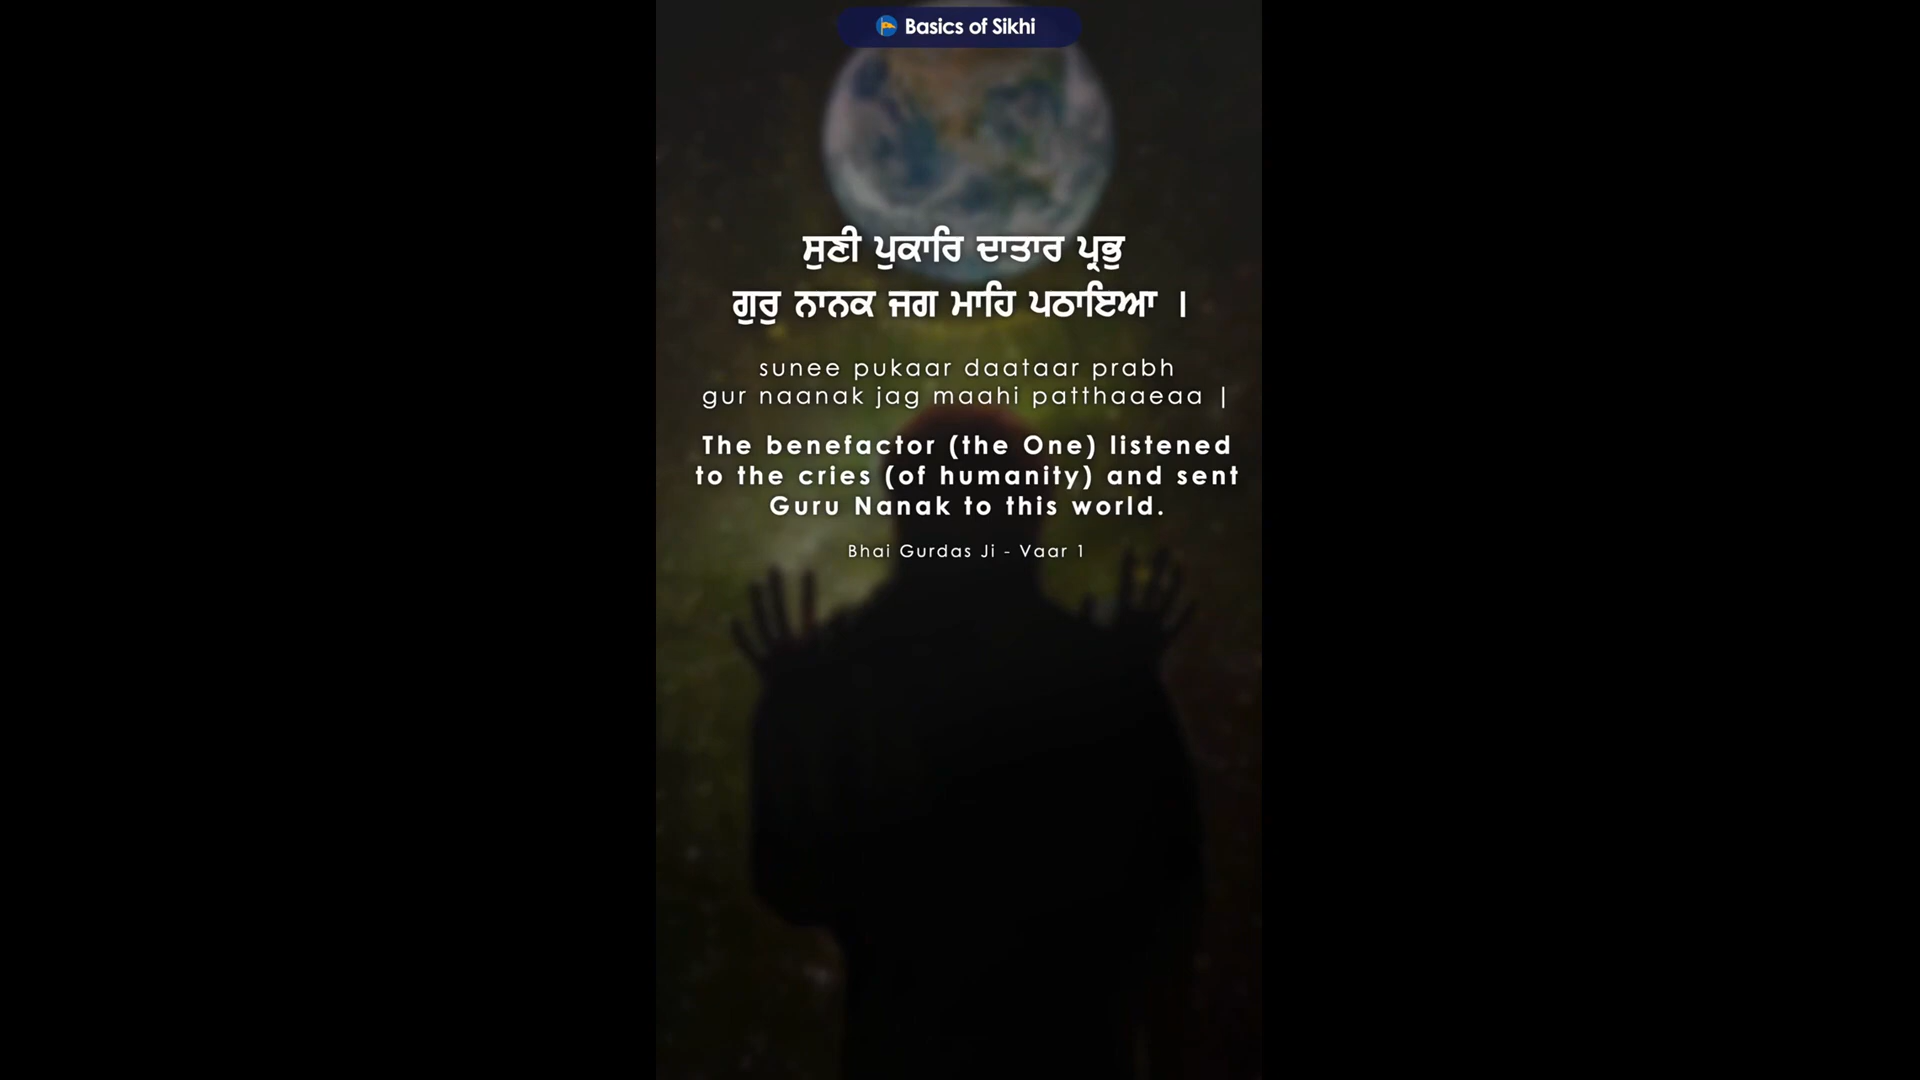 Basics of Sikhi
ਸੁਣੀ ਪੁਕਾਰਿ ਦਾਤਾਰ ਪ੍ਰਭੁ
ਗੁਰੁ ਨਾਨਕ ਜਗ ਮਾਹਿ ਪਠਾਇਆ ।
sunee pukaar daataar prabh
gur naanak jag maahi patthaaeaa |
The benefactor (the One) listened
to the cries (of humanity) and sent
Guru Nanak to this world.
Bhai Gurdas Ji - Vaar 1